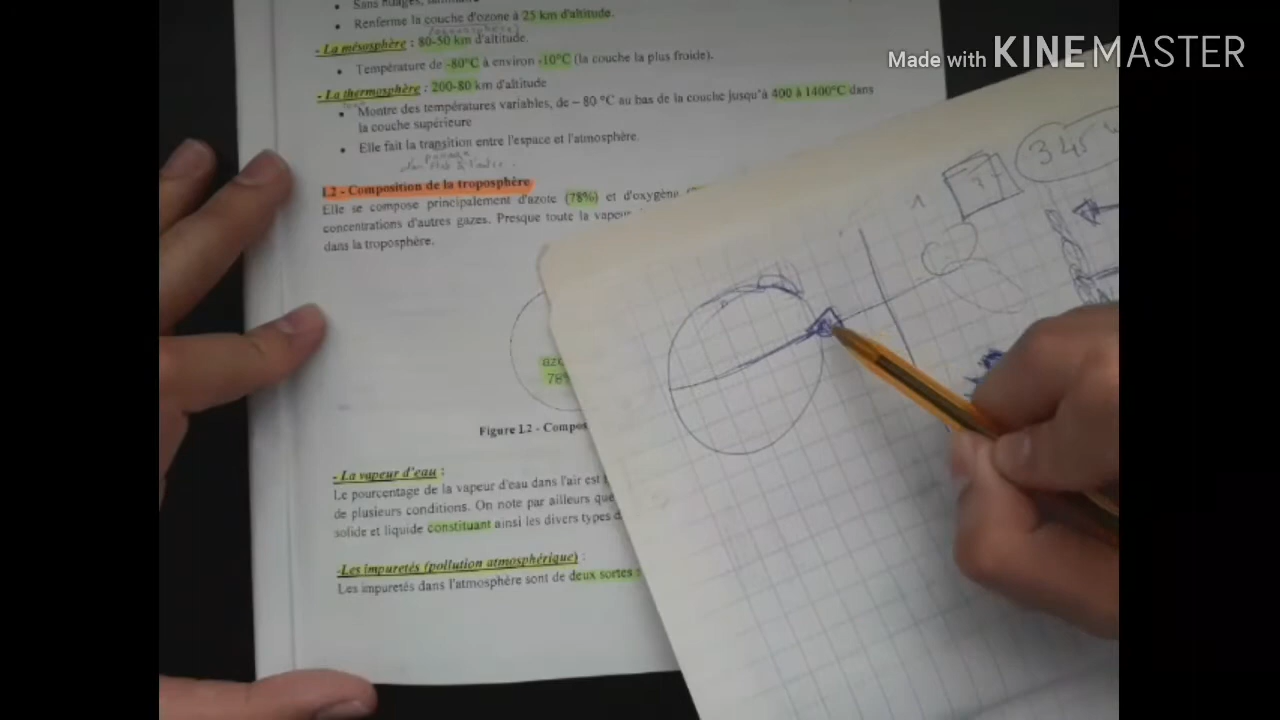 Made with KINEMASTER
• Sans nuages,
• Renferme la couche d'ozone à 25 km d'altitude.
- La mésosphère : 80-50 km d'altitude.
• Température de -80°C à environ -10°C (la couche la plus froide).
- La thermosphère : 200-80 km d'altitude
• Montre des températures variables, de – 80 °C au bas de la couche jusqu'à 400 à 1400°C dans
la couche supérieure
• Elle fait la transition entre l'espace et l'atmosphère.
I.2 - Composition de la troposphère
Elle se compose principalement d'azote (78%) et d'oxygène
concentrations d'autres gazes. Presque toute la vapeur
dans la troposphère.
78%
Figure I.2 -
- La vapeur d'eau :
Le pourcentage de la vapeur d'eau dans l'air est
de plusieurs conditions. On note par ailleurs que
solide et liquide constituant ainsi les divers types
-Les impuretés (pollution atmosphérique) :
Les impuretés dans l'atmosphère sont de deux sortes :